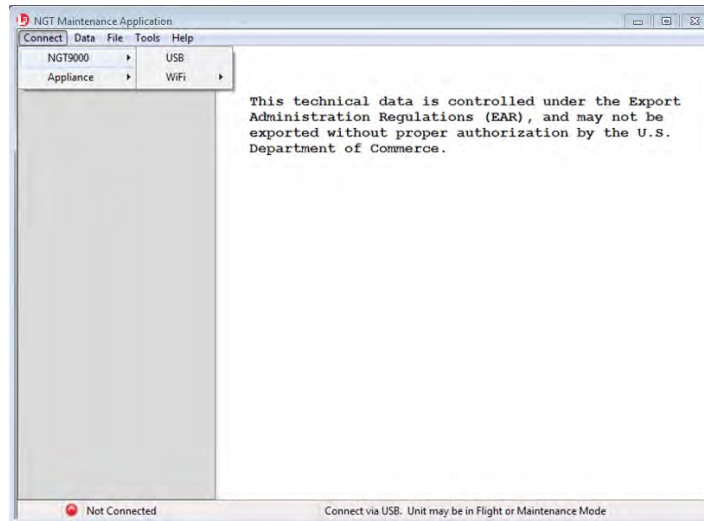 NGT Maintenance Application
Connect Data File Tools Help
NGT9000 USB
Appliance WiFi
This technical data is controlled under the Export
Administration Regulations (EAR), and may not be
exported without proper authorization by the U.S.
Department of Commerce.
Not Connected Connect via USB. Unit may be in Flight or Maintenance Mode